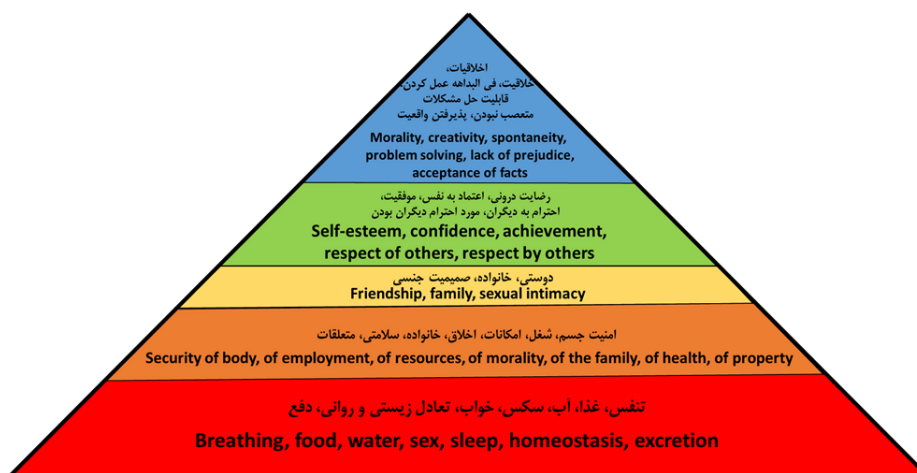 اخلاقیات،
خلاقیت، فی البداهه عمل کردن،
قابلیت حل مشکلات
متعصب نبودن، پذیرفتن واقعیت
Morality, creativity, spontaneity,
problem solving, lack of prejudice,
acceptance of facts
رضایت درونی، اعتماد به نفس، موفقیت،
احترام به دیگران، مورد احترام دیگران بودن
Self-esteem, confidence, achievement,
respect of others, respect by others
دوستی، خانواده، صمیمیت جنسی
Friendship, family, sexual intimacy
امنیت جسم، شغل، امکانات، اخلاق، خانواده، سلامتی، متعلقات
Security of body, of employment, of resources, of morality, of the family, of health, of property
تنفس، غذا، آب، سکس، خواب، تعادل زیستی و روانی، دفع
Breathing, food, water, sex, sleep, homeostasis, excretion